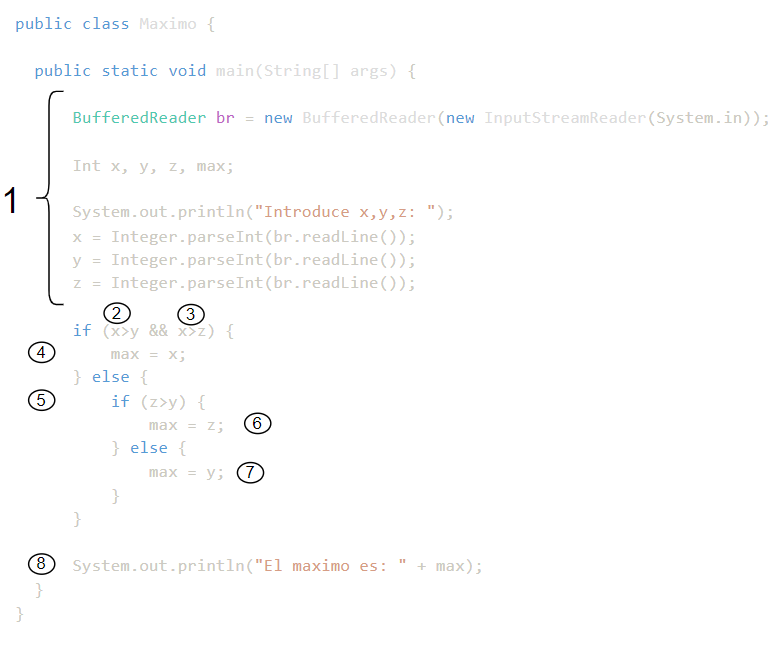 public class Maximo {
public static void main(String[] args) {
1
BufferedReader br = new BufferedReader(new InputStreamReader(System.in));
Int x, y, z, max;
System.out.println("Introduce x,y,z: ");
x = Integer.parseInt(br.readLine());
y = Integer.parseInt(br.readLine());
z = Integer.parseInt(br.readLine());
2 3
if (x>y && x>z) {
4 max = x;
} else {
5 if (z>y) {
max = z; 6
} else {
max = y; 7
}
}
8 System.out.println("El maximo es: " + max);
}
}